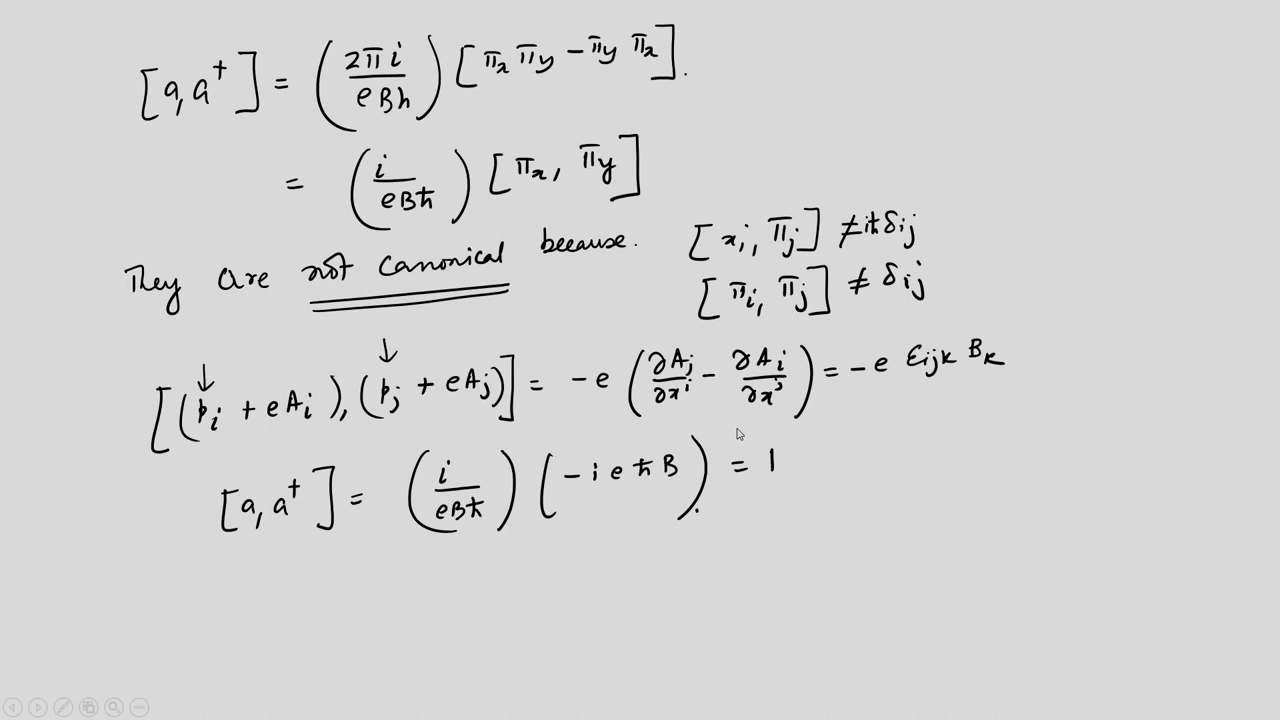 [a, a†] = (2πi / eBh) [πx πy − πy πx].
= (i / eBħ) [πx, πy]
They are not canonical because. [xi, πj] ≠ iħδij
[πi, πj] ≠ δij
[(pi + eAi), (pj + eAj)] = −e (∂Aj/∂xⁱ − ∂Ai/∂xʲ) = −e εijk Bk
[a, a†] = (i / eBħ) (−i e ħ B). = 1